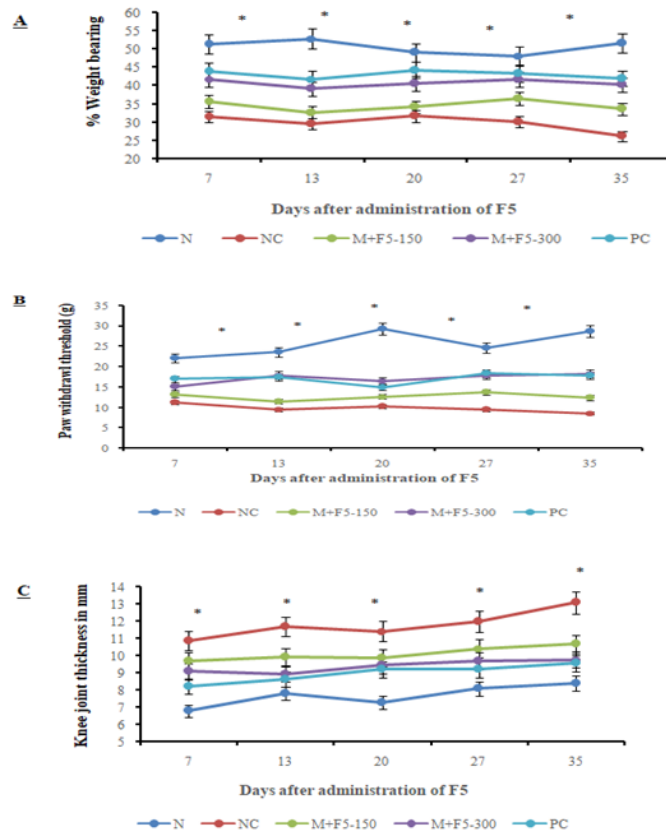 A
% Weight bearing
60
55
50
45
40
35
30
25
20
* * * * *
7 13 20 27 35
Days after administration of F5
N NC M+F5-150 M+F5-300 PC
B
Paw withdrawl threshold (g)
35
30
25
20
15
10
5
0
* * * * *
7 13 20 27 35
Days after administration of F5
N NC M+F5-150 M+F5-300 PC
C
Knee joint thickness in mm
14
13
12
11
10
9
8
7
6
5
* * * * *
7 13 20 27 35
Days after administration of F5
N NC M+F5-150 M+F5-300 PC